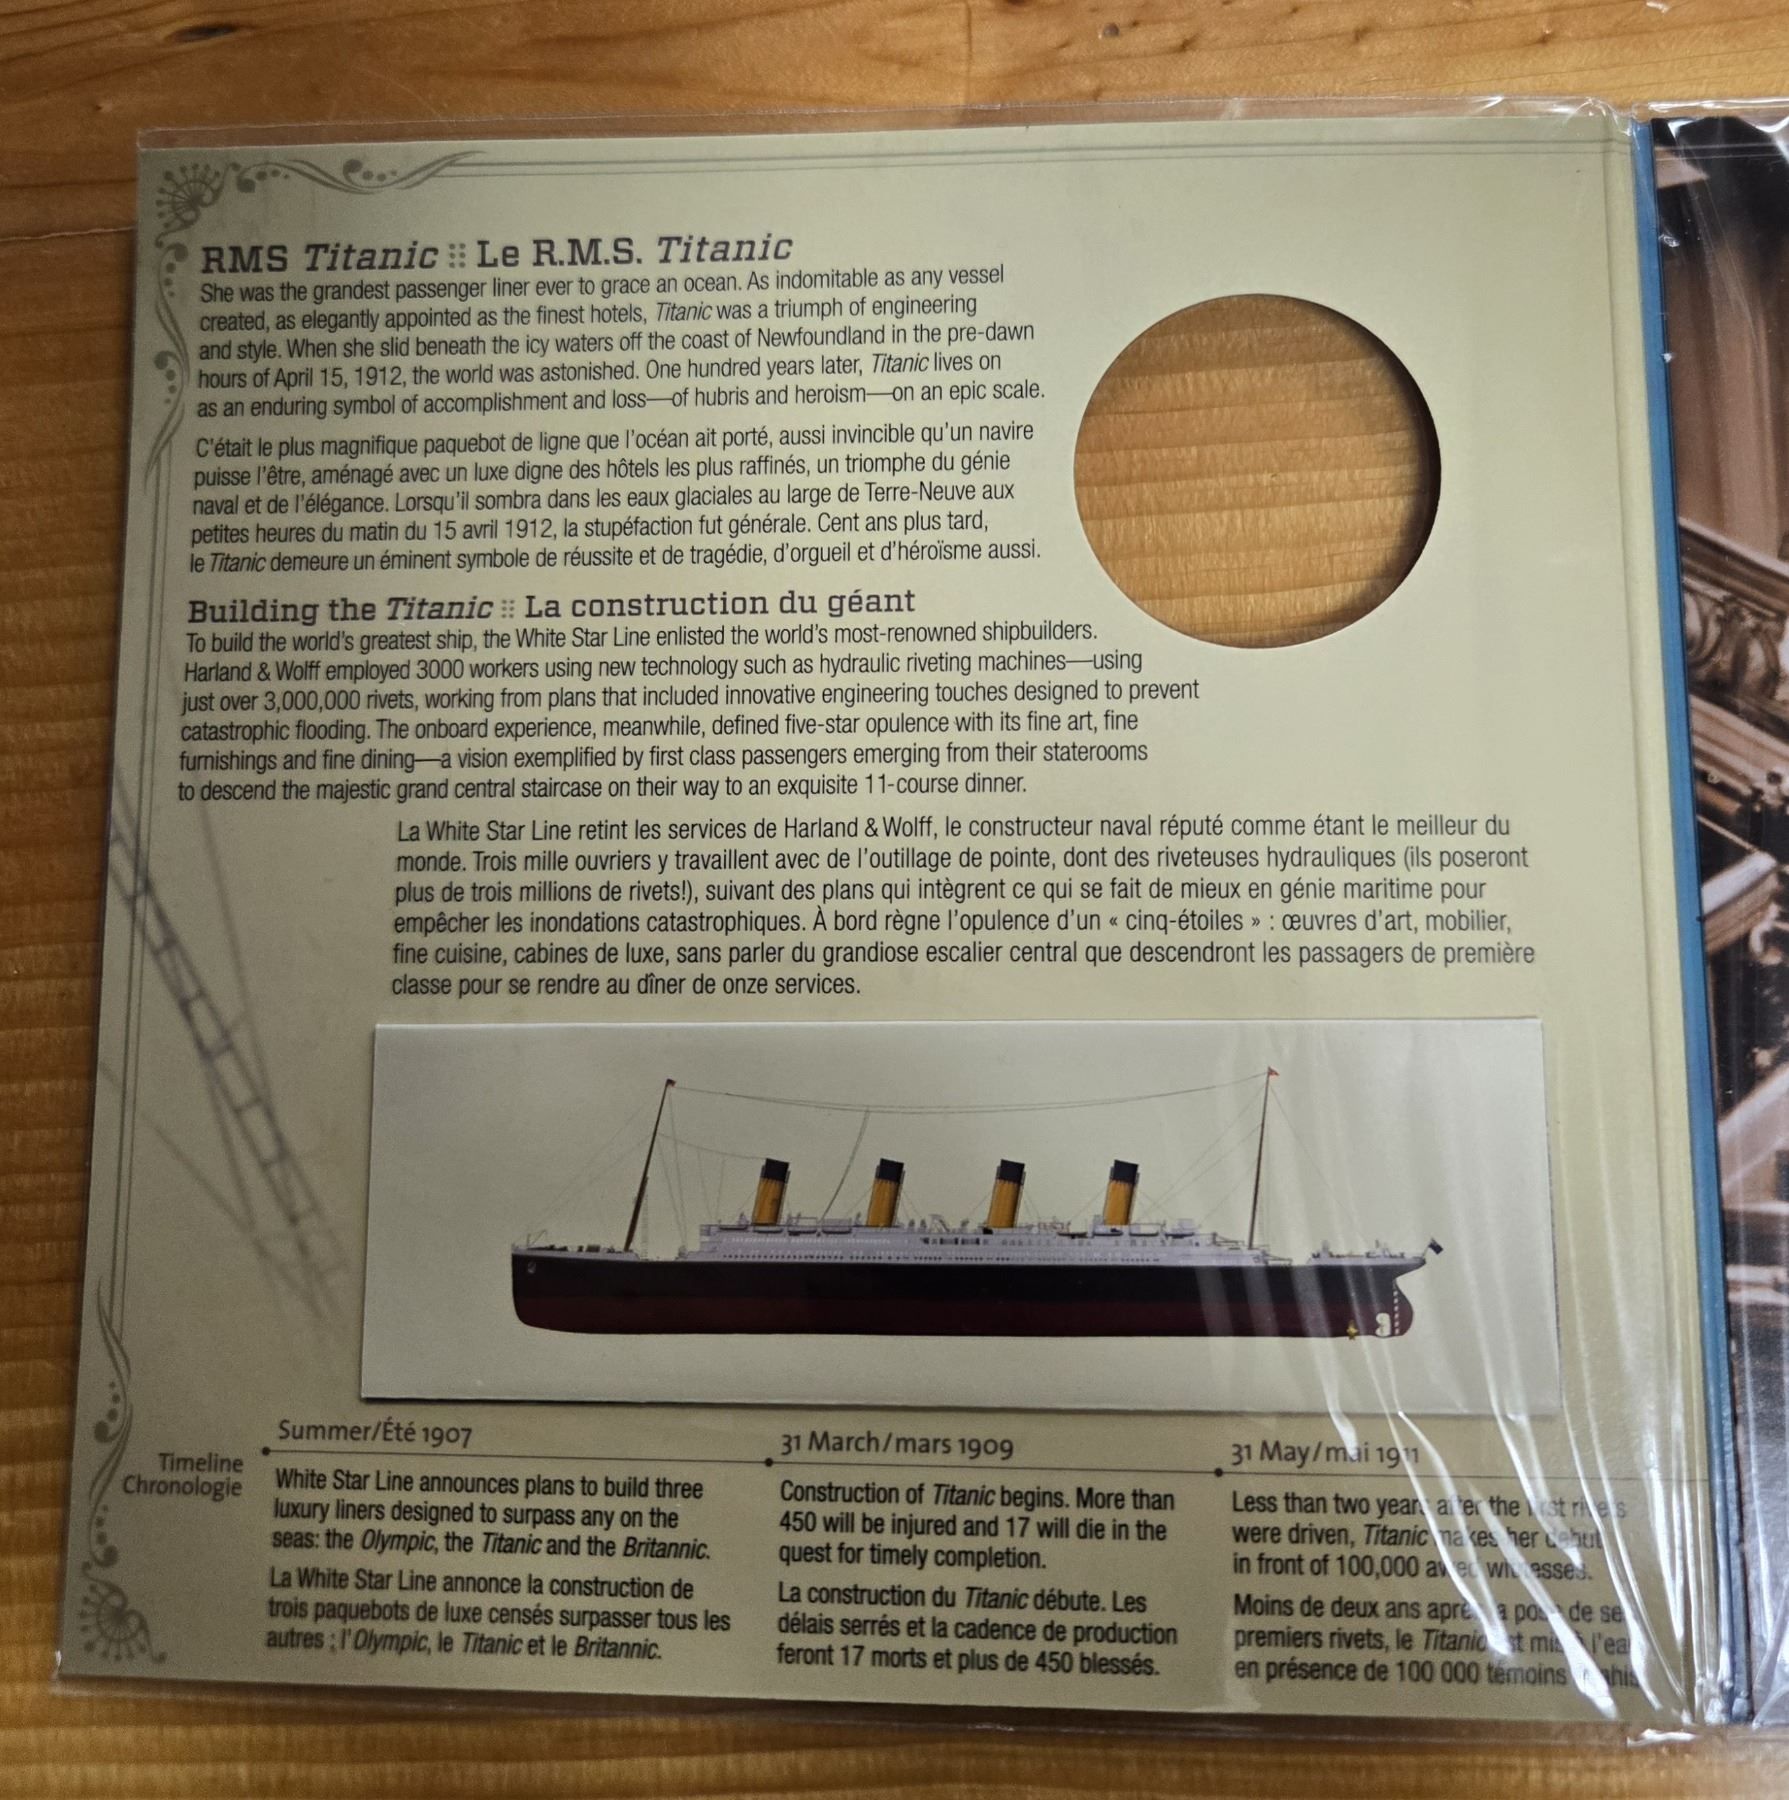 RMS Titanic :: Le R.M.S. Titanic
She was the grandest passenger liner ever to grace an ocean. As indomitable as any vessel
created, as elegantly appointed as the finest hotels, Titanic was a triumph of engineering
and style. When she slid beneath the icy waters off the coast of Newfoundland in the pre-dawn
hours of April 15, 1912, the world was astonished. One hundred years later, Titanic lives on
as an enduring symbol of accomplishment and loss—of hubris and heroism—on an epic scale.
C'était le plus magnifique paquebot de ligne que l'océan ait porté, aussi invincible qu'un navire
puisse l'être, aménagé avec un luxe digne des hôtels les plus raffinés, un triomphe du génie
naval et de l'élégance. Lorsqu'il sombra dans les eaux glaciales au large de Terre-Neuve aux
petites heures du matin du 15 avril 1912, la stupéfaction fut générale. Cent ans plus tard,
le Titanic demeure un éminent symbole de réussite et de tragédie, d'orgueil et d'héroïsme aussi.
Building the Titanic :: La construction du géant
To build the world's greatest ship, the White Star Line enlisted the world's most-renowned shipbuilders.
Harland & Wolff employed 3000 workers using new technology such as hydraulic riveting machines—using
just over 3,000,000 rivets, working from plans that included innovative engineering touches designed to prevent
catastrophic flooding. The onboard experience, meanwhile, defined five-star opulence with its fine art, fine
furnishings and fine dining—a vision exemplified by first class passengers emerging from their staterooms
to descend the majestic grand central staircase on their way to an exquisite 11-course dinner.
La White Star Line retint les services de Harland & Wolff, le constructeur naval réputé comme étant le meilleur du
monde. Trois mille ouvriers y travaillent avec de l'outillage de pointe, dont des riveteuses hydrauliques (ils poseront
plus de trois millions de rivets!), suivant des plans qui intègrent ce qui se fait de mieux en génie maritime pour
empêcher les inondations catastrophiques. À bord règne l'opulence d'un « cinq-étoiles » : œuvres d'art, mobilier,
fine cuisine, cabines de luxe, sans parler du grandiose escalier central que descendront les passagers de première
classe pour se rendre au dîner de onze services.
Timeline
Chronologie
Summer/Été 1907
White Star Line announces plans to build three
luxury liners designed to surpass any on the
seas: the Olympic, the Titanic and the Britannic.
La White Star Line annonce la construction de
trois paquebots de luxe censés surpasser tous les
autres : l'Olympic, le Titanic et le Britannic.
31 March/mars 1909
Construction of Titanic begins. More than
450 will be injured and 17 will die in the
quest for timely completion.
La construction du Titanic débute. Les
délais serrés et la cadence de production
feront 17 morts et plus de 450 blessés.
31 May/mai 1911
Less than two years after the first rivets
were driven, Titanic makes her debut
in front of 100,000 awed witnesses.
Moins de deux ans après la pose de
premiers rivets, le Titanic est mis à
en présence de 100 000 témoins